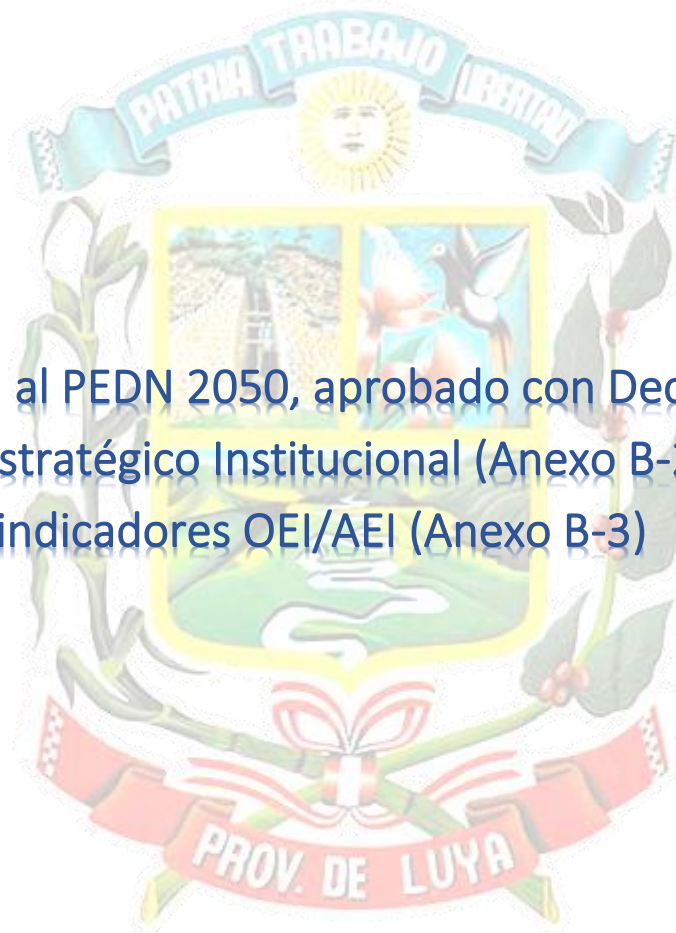 PATRIA TRABAJO LIBERTAD
al PEDN 2050, aprobado con
stratégico Institucional (Anexo
indicadores OEI/AEI (Anexo B-3)
PROV. DE LUYA